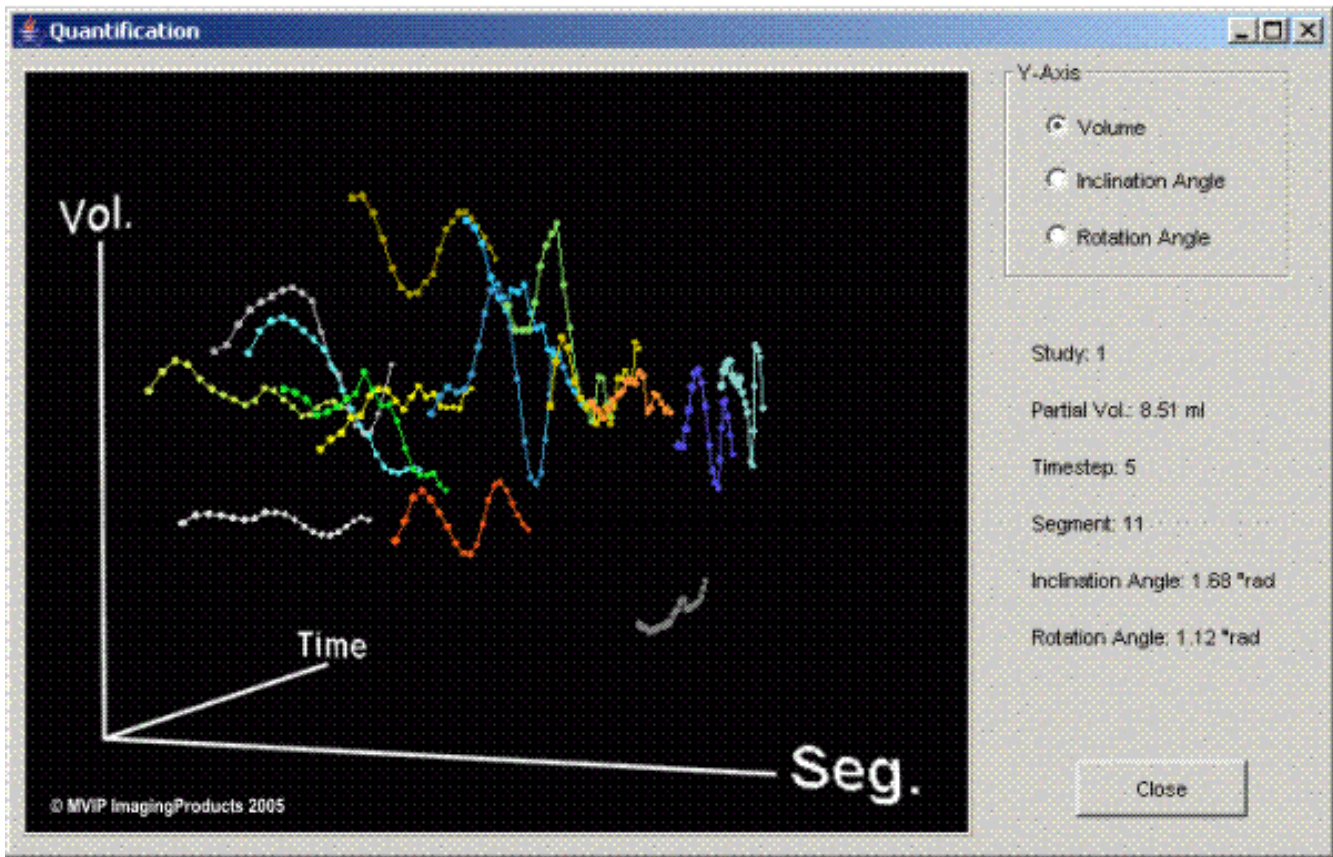 Quantification
Vol.
Time
Seg.
© MVIP ImagingProducts 2005
Y-Axis
Volume
Inclination Angle
Rotation Angle
Study: 1
Partial Vol.: 8.51 ml
Timestep: 5
Segment: 11
Inclination Angle: 1.68 °rad
Rotation Angle: 1.12 °rad
Close